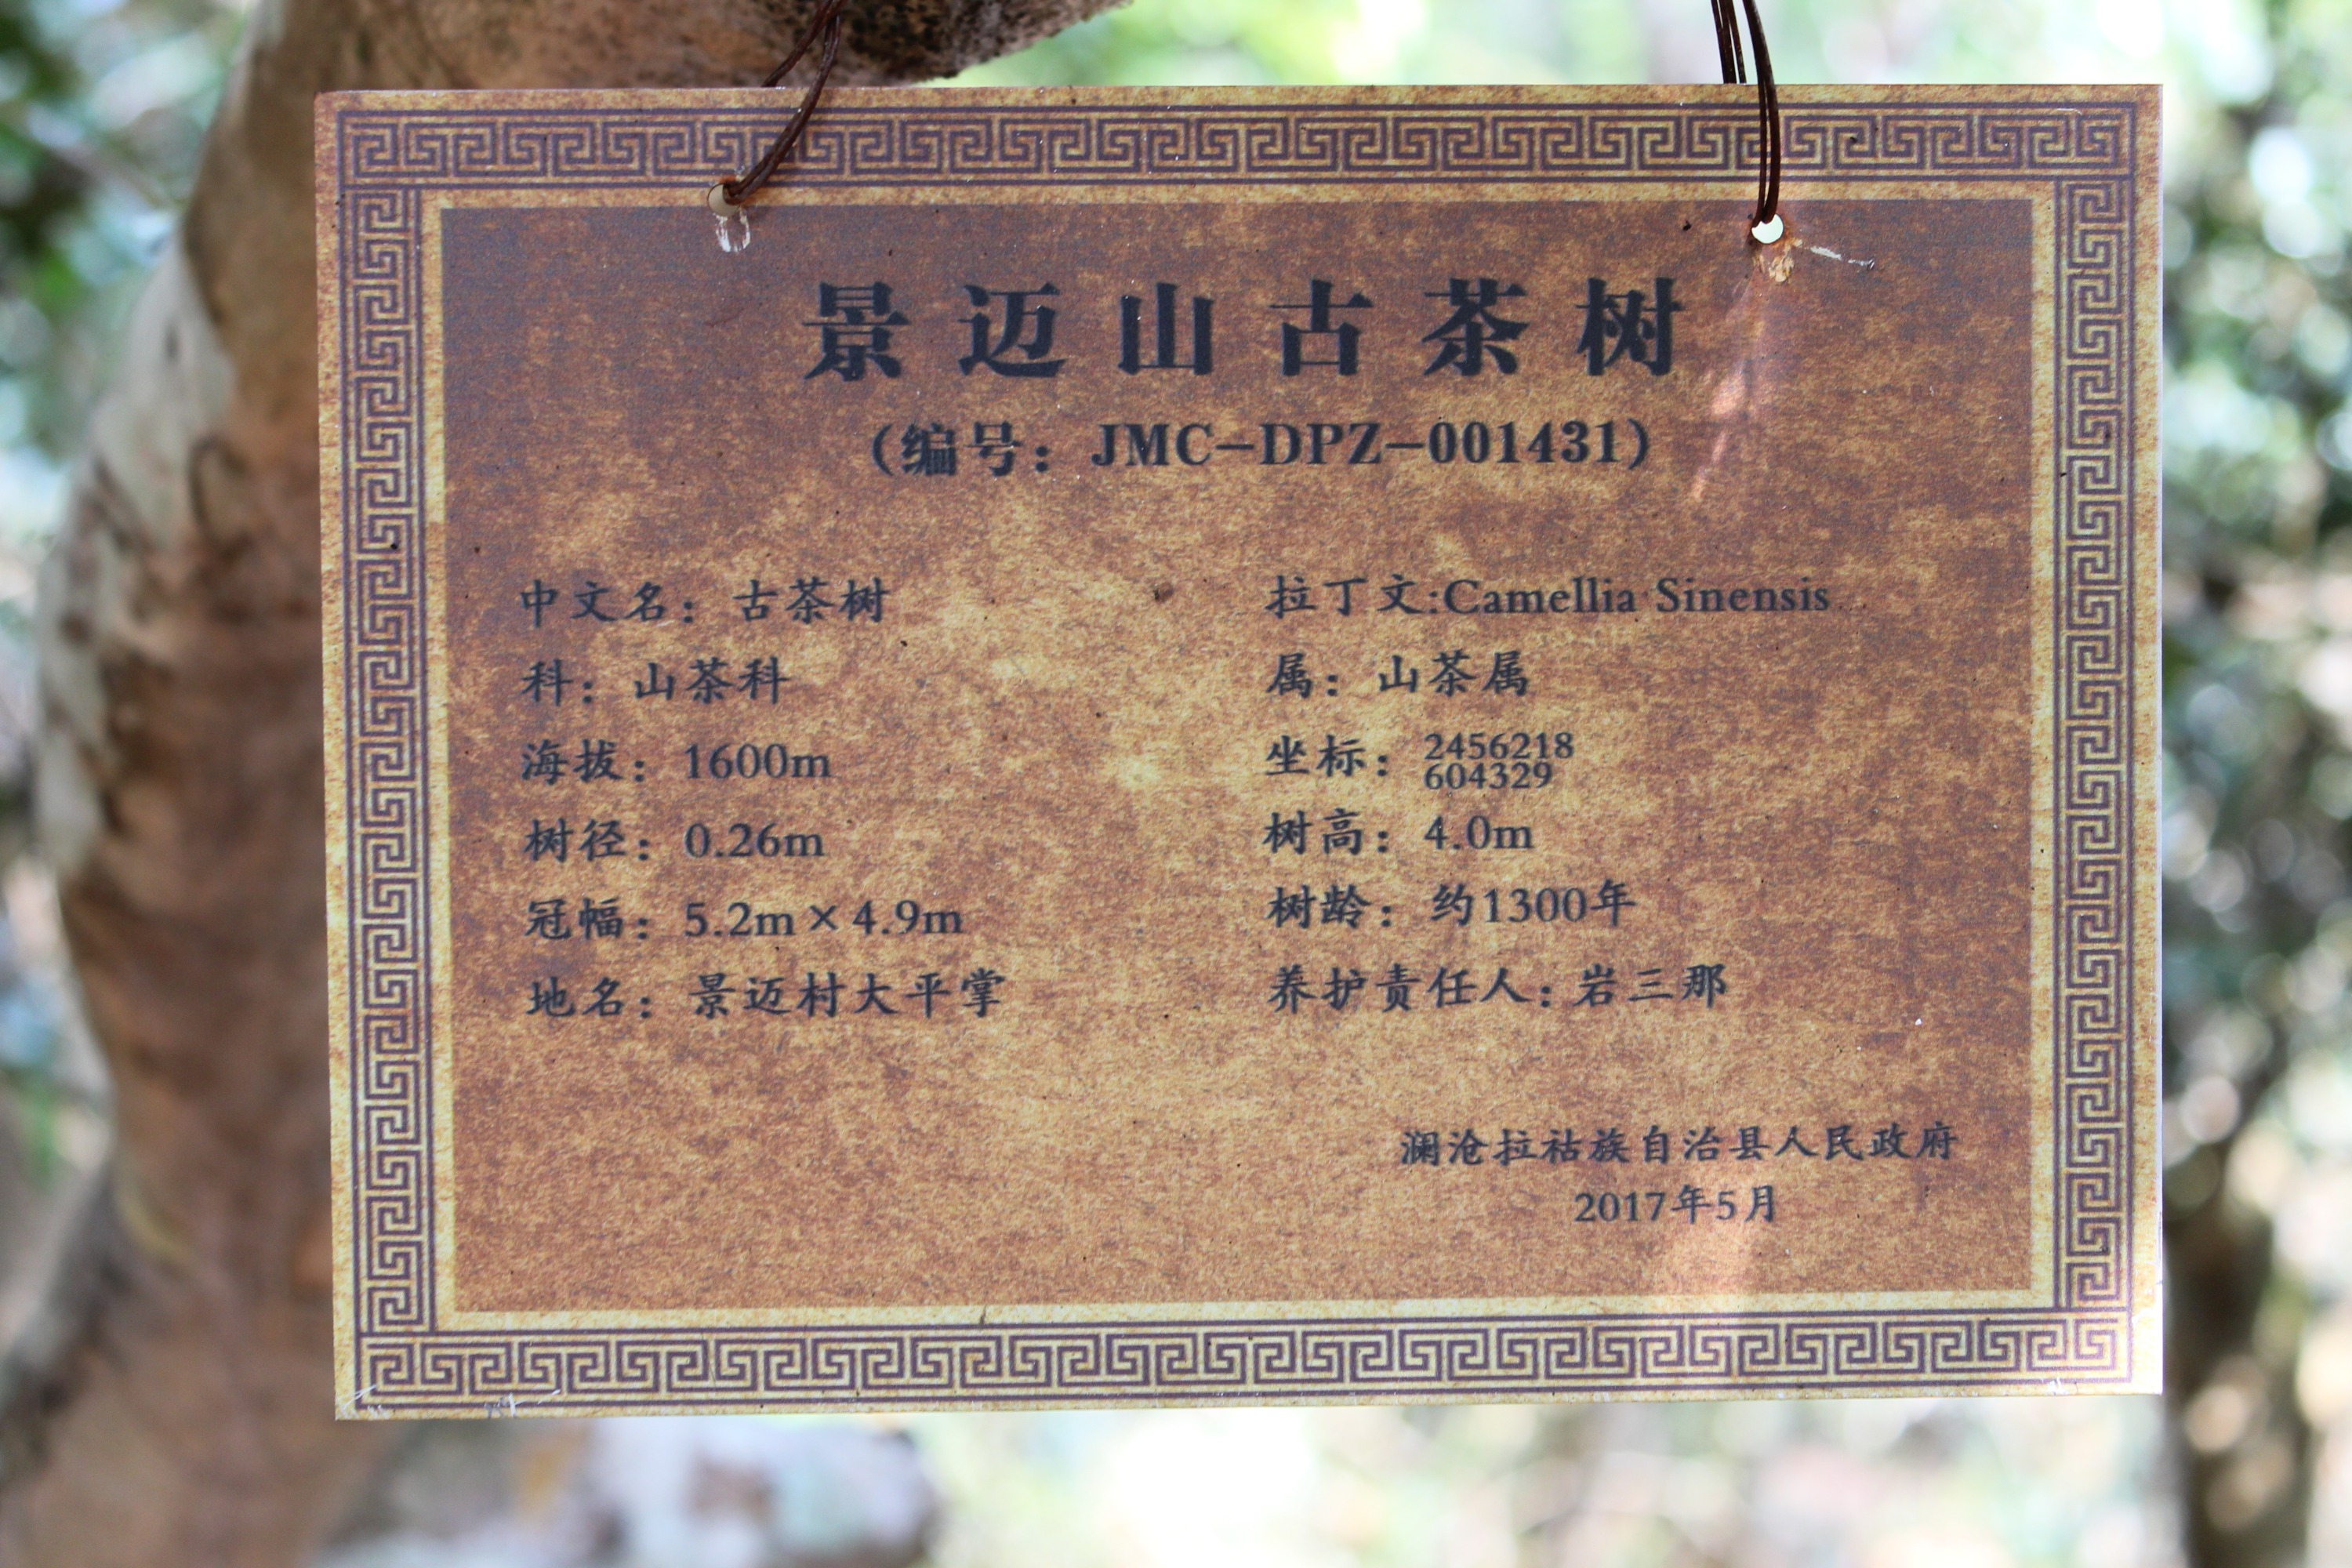 景迈山古茶树
(编号：JMC-DPZ-001431)
中文名：古茶树 拉丁文:Camellia Sinensis
科：山茶科 属：山茶属
海拔：1600m 坐标：2456218
604329
树径：0.26m 树高：4.0m
冠幅：5.2m×4.9m 树龄：约1300年
地名：景迈村大平掌 养护责任人：岩三那
澜沧拉祜族自治县人民政府
2017年5月